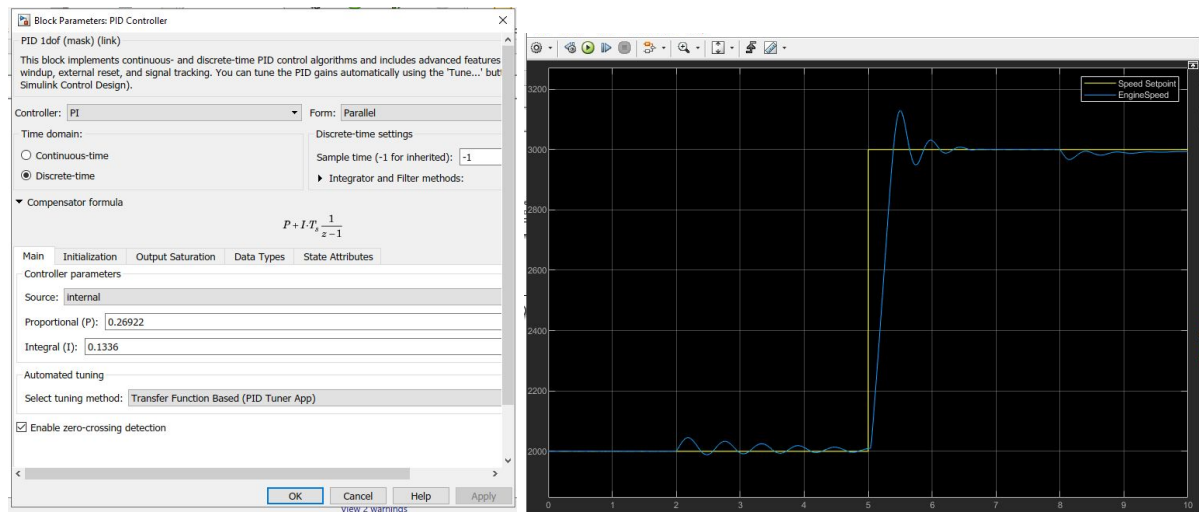 Block Parameters: PID Controller
PID 1dof (mask) (link)
This block implements continuous- and discrete-time PID control algorithms and includes advanced features
windup, external reset, and signal tracking. You can tune the PID gains automatically using the 'Tune...'
Simulink Control Design).
Controller: PI
Form: Parallel
Time domain:
Continuous-time
Discrete-time
Discrete-time settings
Sample time (-1 for inherited): -1
Integrator and Filter methods:
Compensator formula
P + I·Ts 1/(z−1)
Main Initialization Output Saturation Data Types State Attributes
Controller parameters
Source: internal
Proportional (P): 0.26922
Integral (I): 0.1336
Automated tuning
Select tuning method: Transfer Function Based (PID Tuner App)
Enable zero-crossing detection
OK Cancel Help Apply
View 2 warnings
Speed Setpoint
EngineSpeed
3200
3000
2800
2600
2400
2200
2000
0 1 2 3 4 5 6 7 8 9 10